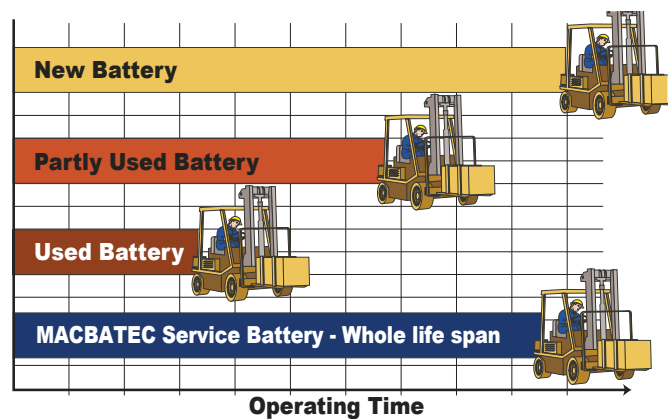 New Battery
Partly Used Battery
Used Battery
MACBATEC Service Battery - Whole life span
Operating Time